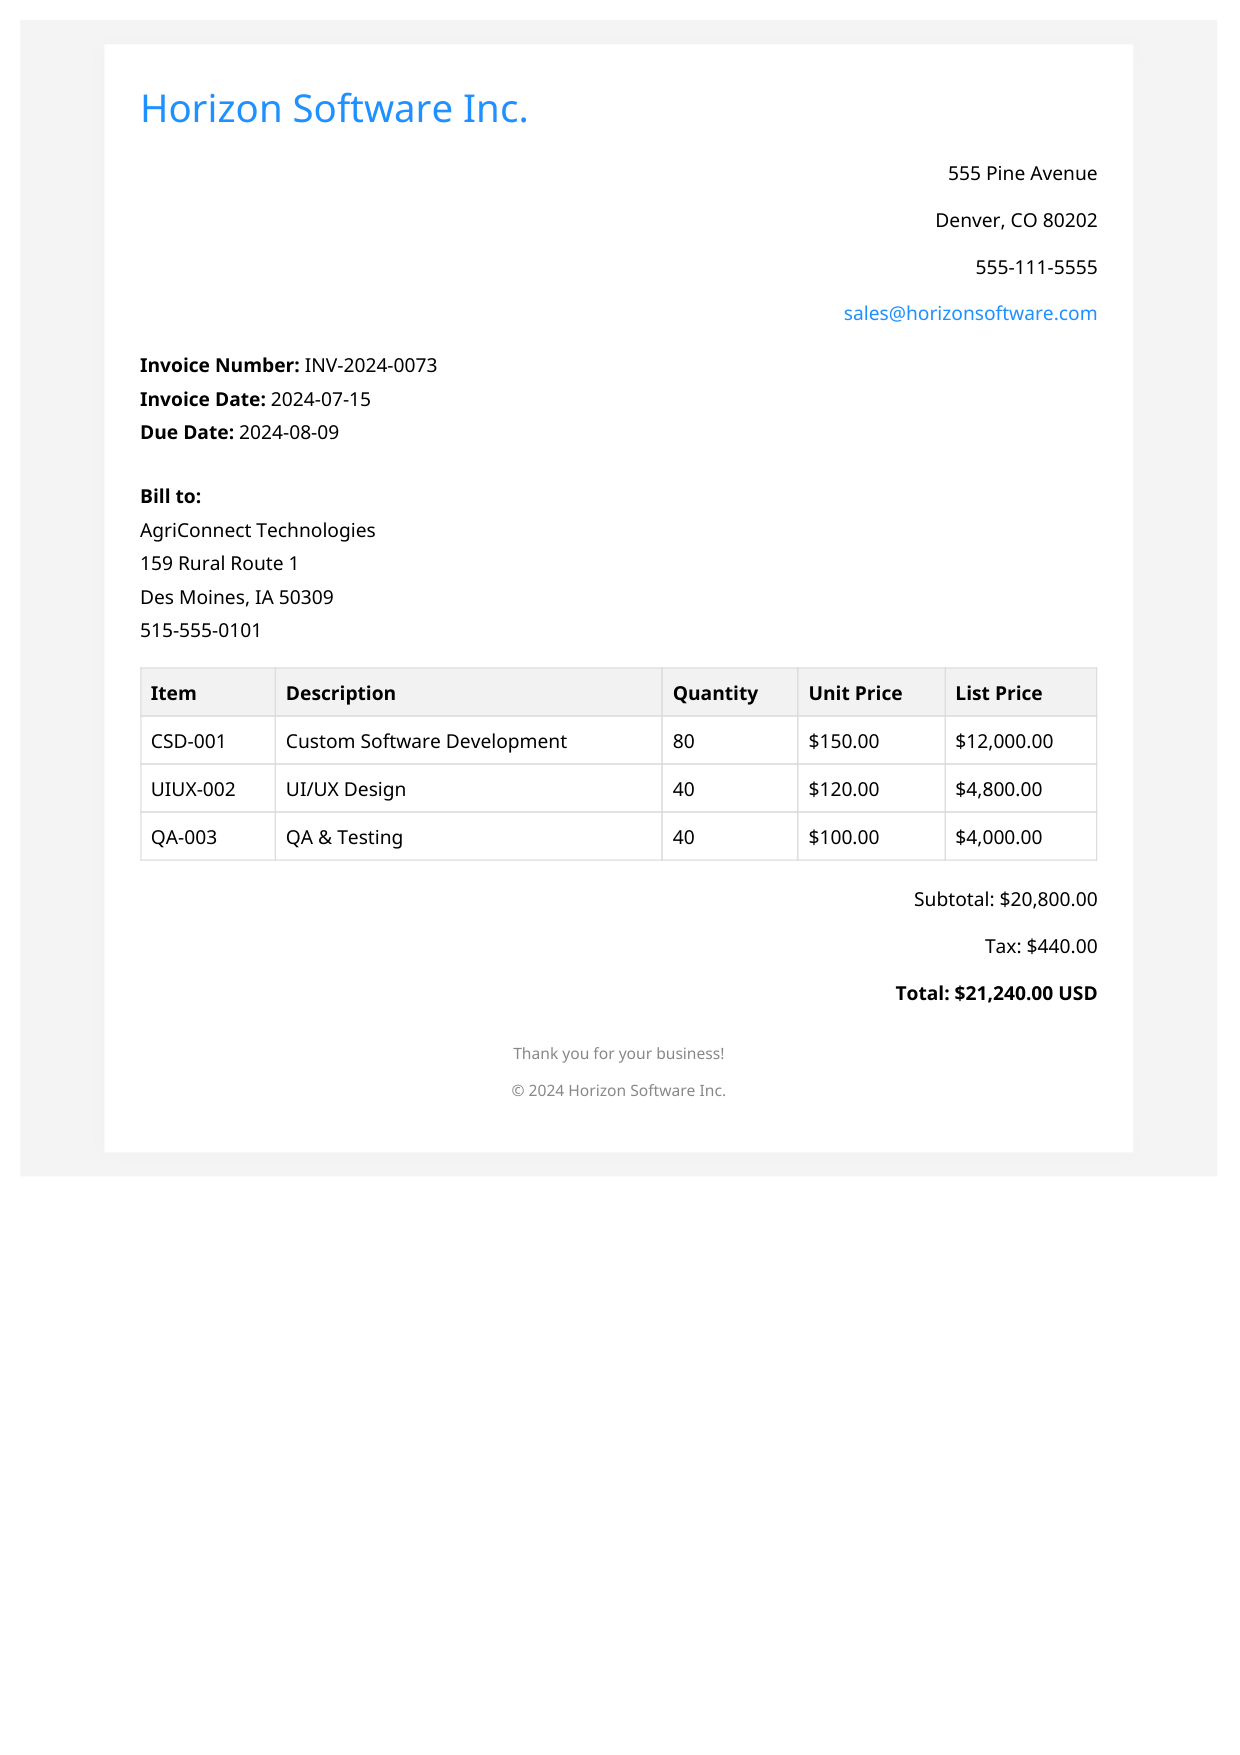 Horizon Software Inc.
555 Pine Avenue
Denver, CO 80202
555-111-5555
sales@horizonsoftware.com
Invoice Number: INV-2024-0073
Invoice Date: 2024-07-15
Due Date: 2024-08-09
Bill to:
AgriConnect Technologies
159 Rural Route 1
Des Moines, IA 50309
515-555-0101
Item Description Quantity Unit Price List Price
CSD-001 Custom Software Development 80 $150.00 $12,000.00
UIUX-002 UI/UX Design 40 $120.00 $4,800.00
QA-003 QA & Testing 40 $100.00 $4,000.00
Subtotal: $20,800.00
Tax: $440.00
Total: $21,240.00 USD
Thank you for your business!
© 2024 Horizon Software Inc.